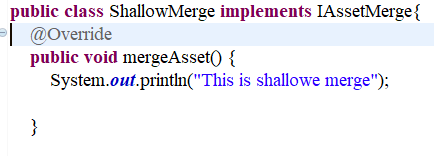 public class ShallowMerge implements IAssetMerge{
@Override
public void mergeAsset() {
System.out.println("This is shallowe merge");
}